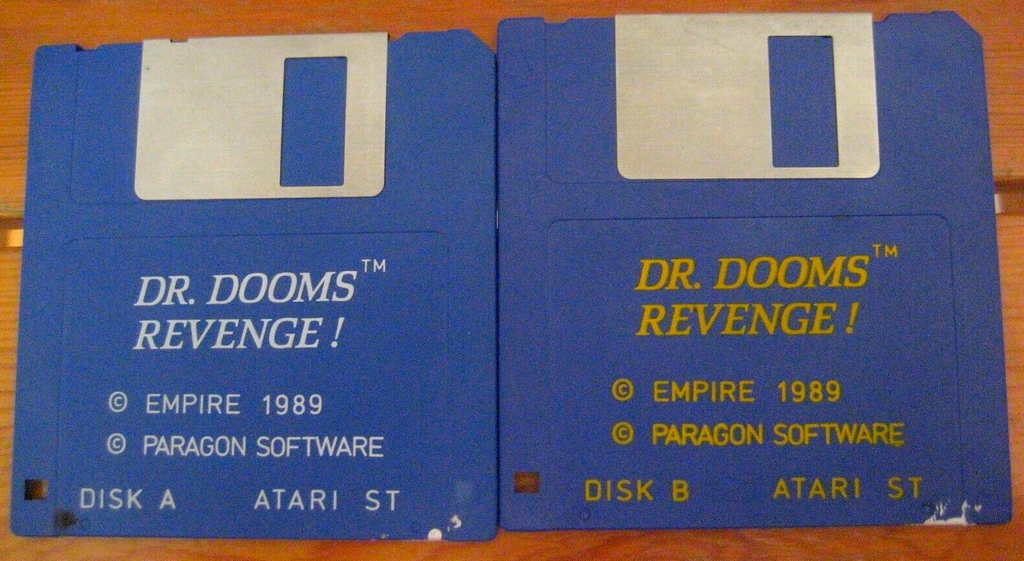 DR. DOOMS™
REVENGE !
© EMPIRE 1989
© PARAGON SOFTWARE
DISK A ATARI ST
DR. DOOMS™
REVENGE !
© EMPIRE 1989
© PARAGON SOFTWARE
DISK B ATARI ST